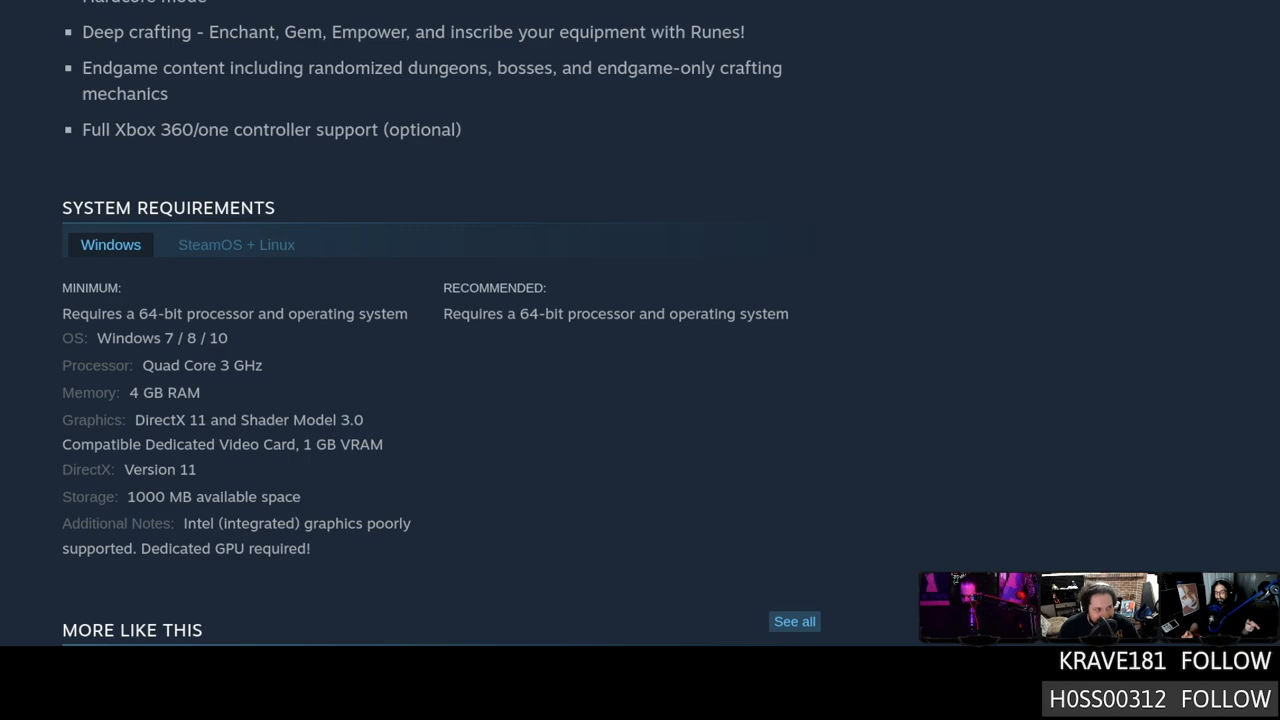 Deep crafting - Enchant, Gem, Empower, and inscribe your equipment with Runes!
Endgame content including randomized dungeons, bosses, and endgame-only crafting
mechanics
Full Xbox 360/one controller support (optional)
SYSTEM REQUIREMENTS
Windows SteamOS + Linux
MINIMUM:
Requires a 64-bit processor and operating system
OS: Windows 7 / 8 / 10
Processor: Quad Core 3 GHz
Memory: 4 GB RAM
Graphics: DirectX 11 and Shader Model 3.0
Compatible Dedicated Video Card, 1 GB VRAM
DirectX: Version 11
Storage: 1000 MB available space
Additional Notes: Intel (integrated) graphics poorly
supported. Dedicated GPU required!
RECOMMENDED:
Requires a 64-bit processor and operating system
MORE LIKE THIS
See all
KRAVE181 FOLLOW
H0SS00312 FOLLOW